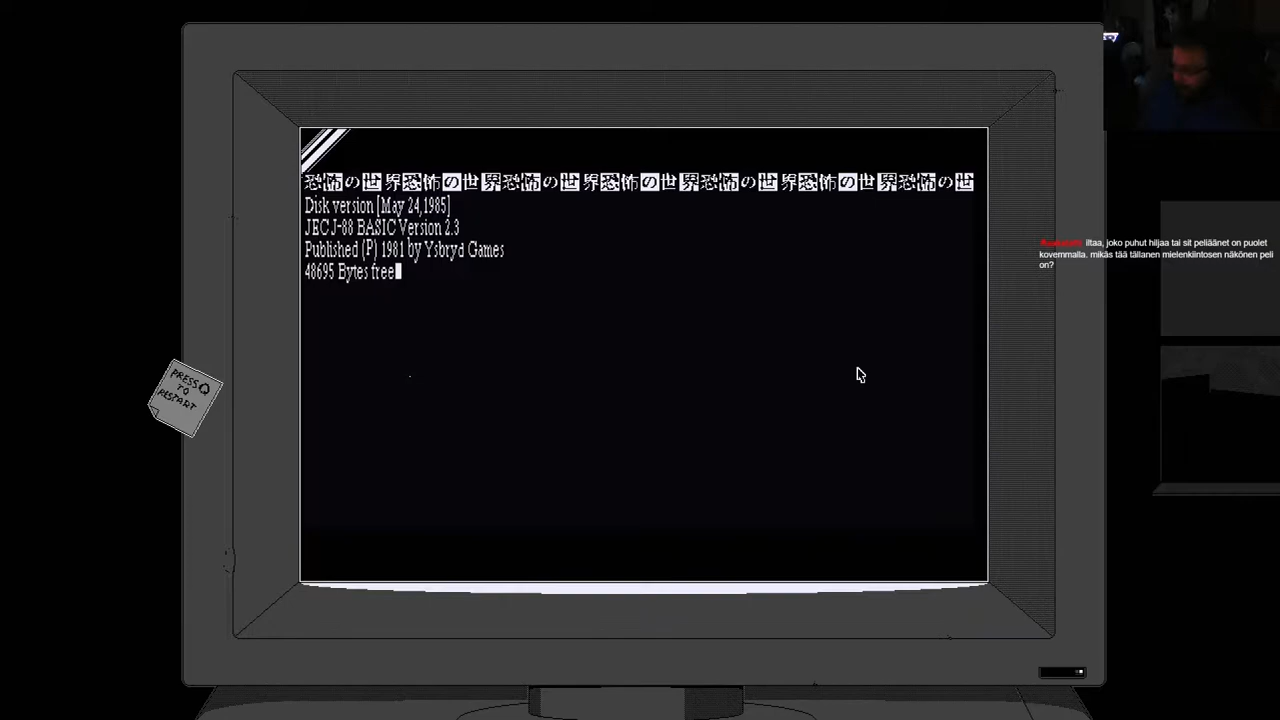 恐怖の世界恐怖の世界恐怖の世界恐怖の世界恐怖の世界恐怖の世界恐怖の世
Disk version [May 24,1985]
JEC J-88 BASIC Version 2.3
Published (P) 1981 by Ysbryd Games
48695 Bytes free
PRESS Q
TO
RESTART
iltaa, joko puhut hiljaa tai sit peliäänet on puolet
kovemmalla. mikäs tää tällanen mielenkiintosen näkönen peli
on?